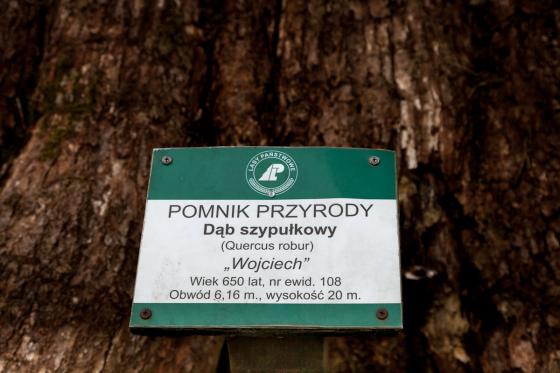 LASY PAŃSTWOWE
POMNIK PRZYRODY
Dąb szypułkowy
(Quercus robur)
„Wojciech”
Wiek 650 lat, nr ewid. 108
Obwód 6,16 m., wysokość 20 m.